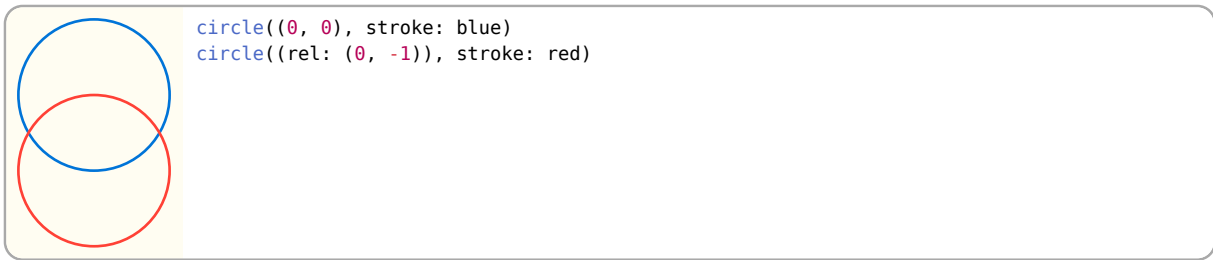 circle((0, 0), stroke: blue)
circle((rel: (0, -1)), stroke: red)